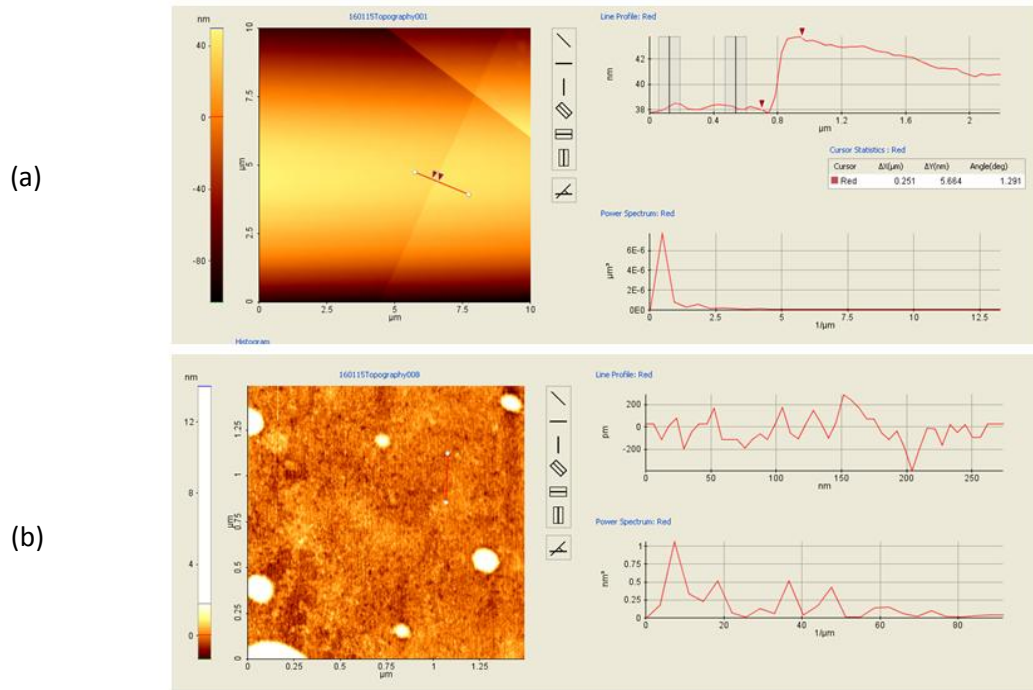 (a)
160115Topography001
nm
40
0
-40
-80
10
7.5
5
2.5
0
µm
0
2.5
5
7.5
10
µm
Line Profile: Red
nm
42
40
38
0
0.4
0.8
1.2
1.6
2
µm
Cursor Statistics : Red
Cursor ΔX(µm) ΔY(nm) Angle(deg)
Red 0.251 5.664 1.291
Power Spectrum: Red
µm³
6E-6
4E-6
2E-6
0E0
0
2.5
5
7.5
10
12.5
1/µm
Histogram
(b)
160115Topography008
nm
12
8
4
0
1.25
1
0.75
0.5
0.25
0
µm
0
0.25
0.5
0.75
1
1.25
µm
Line Profile: Red
pm
200
0
-200
0
50
100
150
200
250
nm
Power Spectrum: Red
nm³
1
0.75
0.5
0.25
0
0
20
40
60
80
1/µm